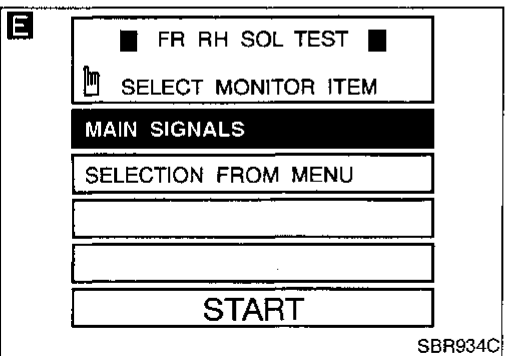 E
FR RH SOL TEST
SELECT MONITOR ITEM
MAIN SIGNALS
SELECTION FROM MENU
START
SBR934C